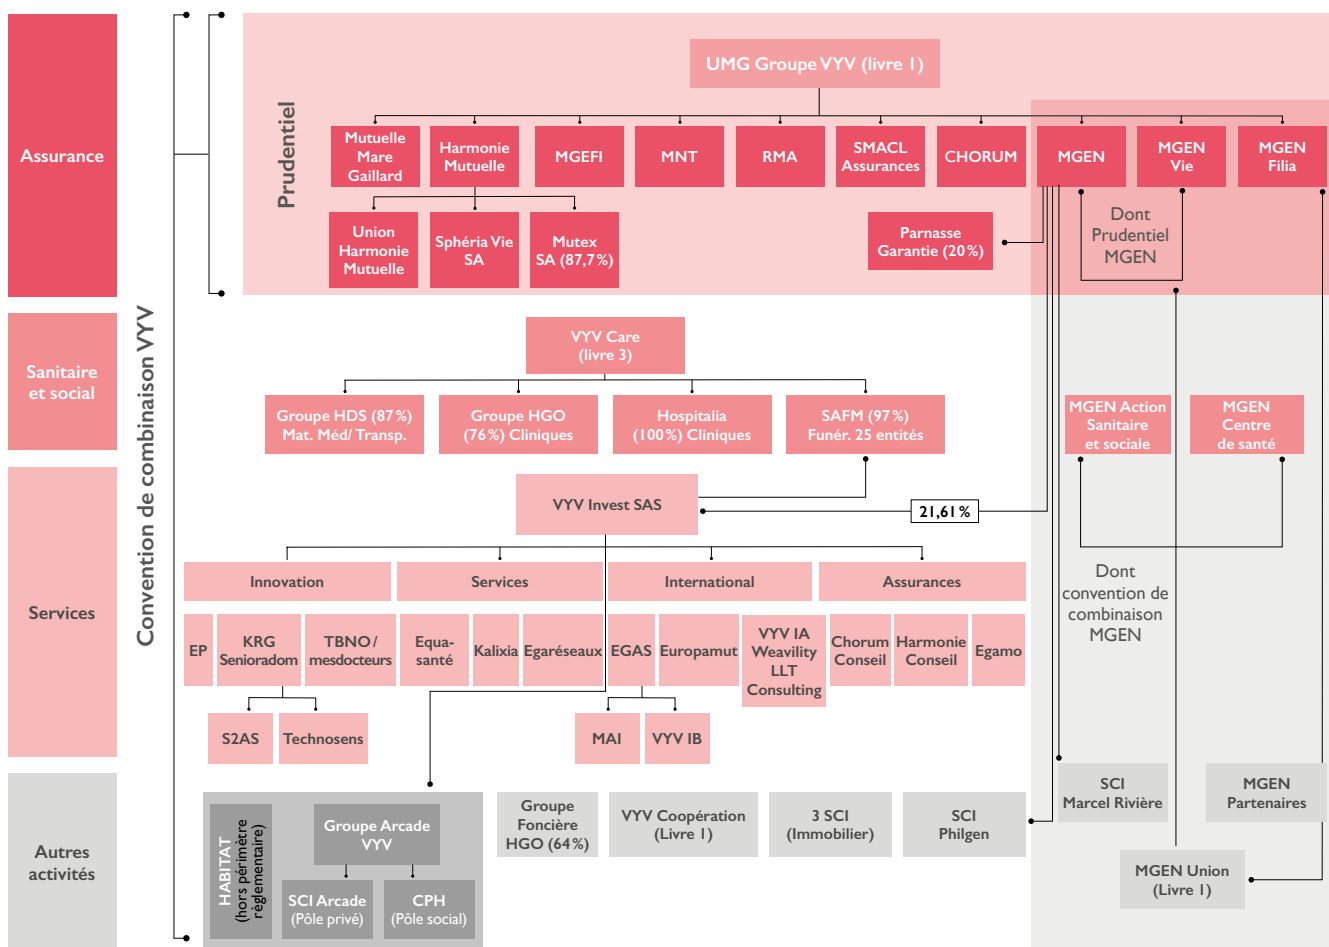 Convention de combinaison VYV
Assurance
Prudentiel
UMG Groupe VYV (livre 1)
Mutuelle
Mare
Gaillard
Harmonie
Mutuelle
MGEFI
MNT
RMA
SMACL
Assurances
CHORUM
MGEN
MGEN
Vie
MGEN
Filia
Union
Harmonie
Mutuelle
Sphéria Vie
SA
Mutex
SA (87,7%)
Parnasse
Garantie (20%)
Dont
Prudentiel
MGEN
Sanitaire
et social
VYV Care
(livre 3)
Groupe HDS (87%)
Mat. Méd/ Transp.
Groupe HGO
(76%) Cliniques
Hospitalia
(100%) Cliniques
SAFM (97%)
Funér. 25 entités
MGEN Action
Sanitaire
et sociale
MGEN
Centre
de santé
Services
VYV Invest SAS
21,61%
Innovation
Services
International
Assurances
Dont
convention de
combinaison
MGEN
EP
KRG
Senioradom
TBNO/
mesdocteurs
Equa-
santé
Kalixia
Egaréseaux
EGAS
Europamut
VYV IA
Weavility
LLT
Consulting
Chorum
Conseil
Harmonie
Conseil
Egamo
S2AS
Technosens
MAI
VYV IB
Autres
activités
HABITAT
(hors périmètre
règlementaire)
Groupe Arcade
VYV
SCI Arcade
(Pôle privé)
CPH
(Pôle social)
Groupe
Foncière
HGO (64%)
VYV Coopération
(Livre 1)
3 SCI
(Immobilier)
SCI
Philgen
SCI
Marcel Rivière
MGEN
Partenaires
MGEN Union
(Livre 1)